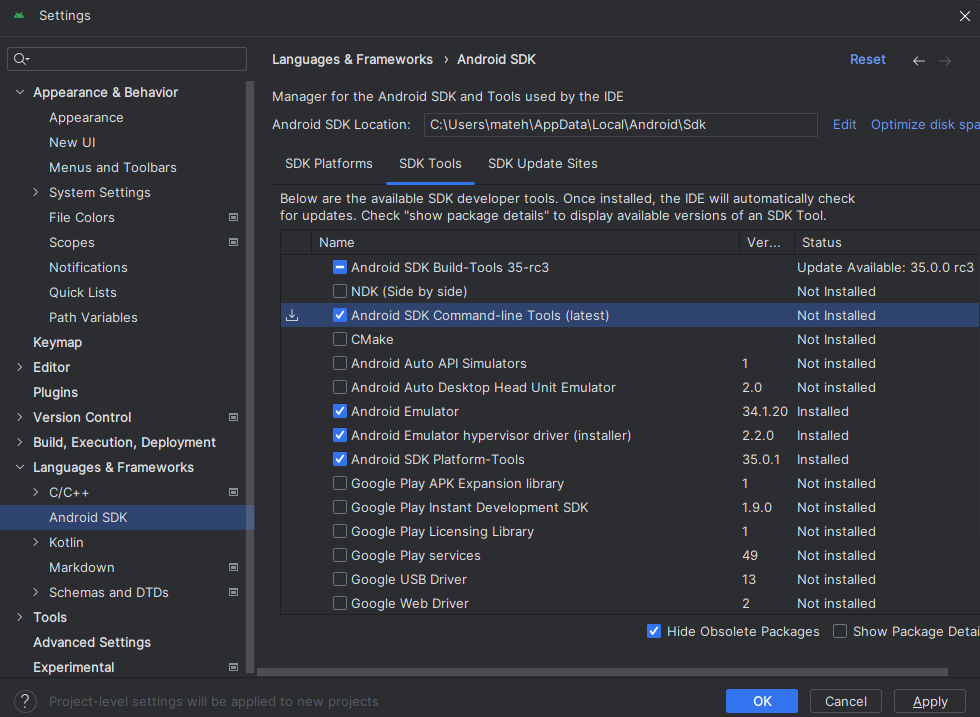 Settings
Languages & Frameworks › Android SDK
Reset
Manager for the Android SDK and Tools used by the IDE
Android SDK Location:
C:\Users\mateh\AppData\Local\Android\Sdk
Edit
Optimize disk spa
Appearance & Behavior
Appearance
New UI
Menus and Toolbars
System Settings
File Colors
Scopes
Notifications
Quick Lists
Path Variables
Keymap
Editor
Plugins
Version Control
Build, Execution, Deployment
Languages & Frameworks
C/C++
Android SDK
Kotlin
Markdown
Schemas and DTDs
Tools
Advanced Settings
Experimental
SDK Platforms
SDK Tools
SDK Update Sites
Below are the available SDK developer tools. Once installed, the IDE will automatically check
for updates. Check "show package details" to display available versions of an SDK Tool.
Name Ver... Status
Android SDK Build-Tools 35-rc3 Update Available: 35.0.0 rc3
NDK (Side by side) Not Installed
Android SDK Command-line Tools (latest) Not Installed
CMake Not Installed
Android Auto API Simulators 1 Not installed
Android Auto Desktop Head Unit Emulator 2.0 Not installed
Android Emulator 34.1.20 Installed
Android Emulator hypervisor driver (installer) 2.2.0 Installed
Android SDK Platform-Tools 35.0.1 Installed
Google Play APK Expansion library 1 Not installed
Google Play Instant Development SDK 1.9.0 Not installed
Google Play Licensing Library 1 Not installed
Google Play services 49 Not installed
Google USB Driver 13 Not installed
Google Web Driver 2 Not installed
Hide Obsolete Packages
Show Package Detai
? Project-level settings will be applied to new projects
OK
Cancel
Apply